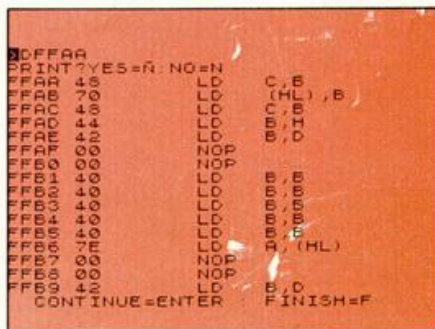 >DFFAA
PRINT?YES=Ñ:NO=N
FFAA 48 LD C,B
FFAB 70 LD (HL),B
FFAC 48 LD C,B
FFAD 44 LD B,H
FFAE 42 LD B,D
FFAF 00 NOP
FFB0 00 NOP
FFB1 40 LD B,B
FFB2 40 LD B,B
FFB3 40 LD B,B
FFB4 40 LD B,B
FFB5 40 LD B,B
FFB6 7E LD A,(HL)
FFB7 00 NOP
FFB8 00 NOP
FFB9 42 LD B,D
CONTINUE=ENTER : FINISH=F